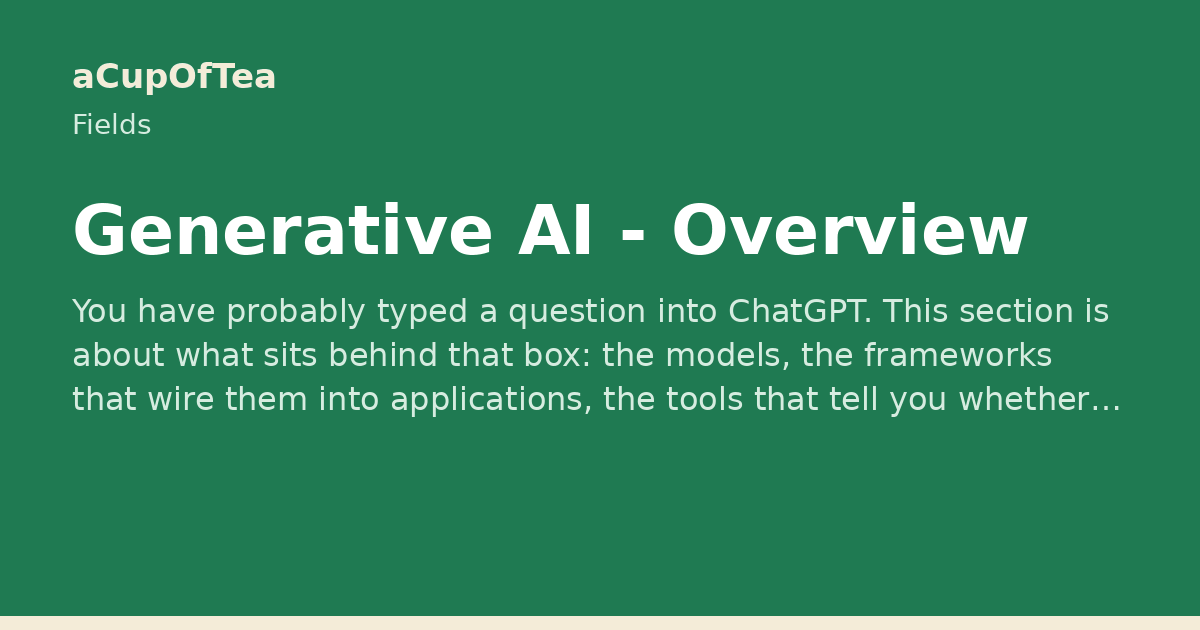 aCupOfTea
Fields
Generative AI - Overview
You have probably typed a question into ChatGPT. This section is
about what sits behind that box: the models, the frameworks
that wire them into applications, the tools that tell you whether…